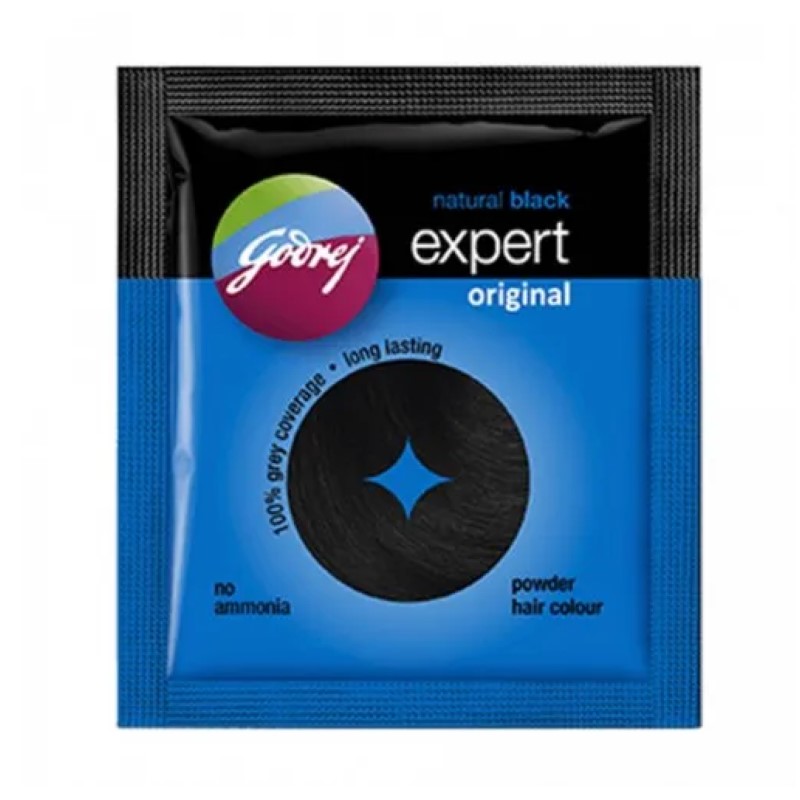 natural black
Godrej
expert
original
100% grey coverage • long lasting
no
ammonia
powder
hair colour